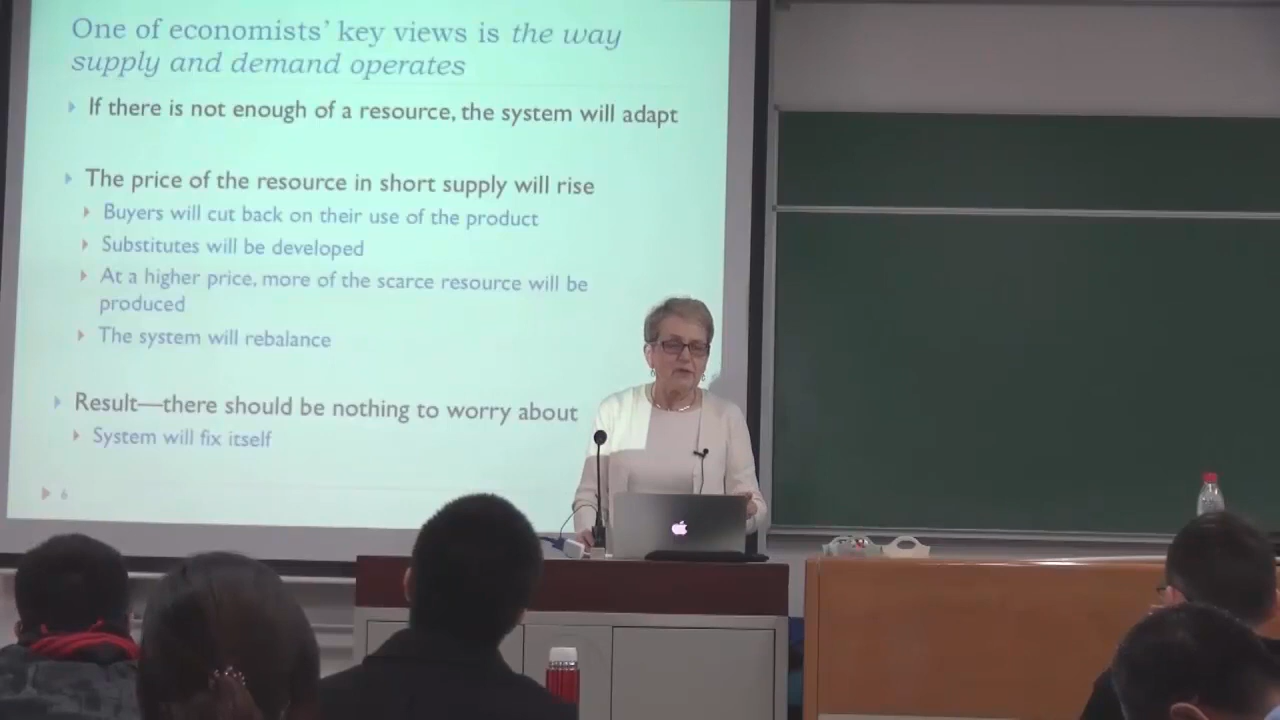 One of economists' key views is the way
supply and demand operates
If there is not enough of a resource, the system will adapt
The price of the resource in short supply will rise
Buyers will cut back on their use of the product
Substitutes will be developed
At a higher price, more of the scarce resource will be
produced
The system will rebalance
Result—there should be nothing to worry about
System will fix itself
6